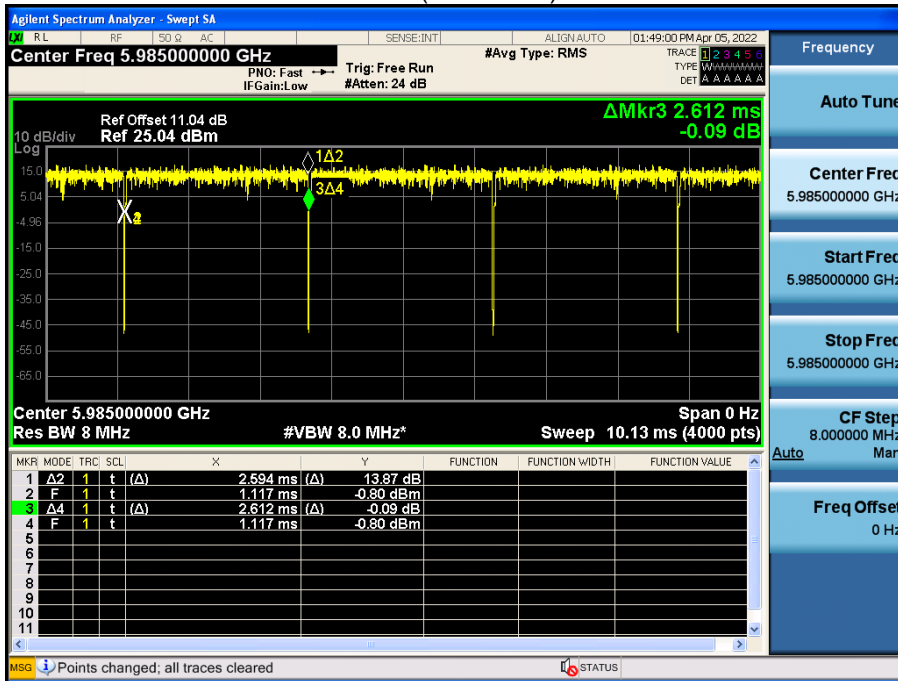 Agilent Spectrum Analyzer - Swept SA
LXI RL RF 50 Ω AC SENSE:INT ALIGN AUTO 01:49:00 PM Apr 05, 2022
Center Freq 5.985000000 GHz #Avg Type: RMS TRACE 1 2 3 4 5 6
PNO: Fast Trig: Free Run TYPE WWWWWW
IFGain:Low #Atten: 24 dB DET A A A A A A
Frequency
Auto Tune
Center Freq
5.985000000 GHz
Start Freq
5.985000000 GHz
Stop Freq
5.985000000 GHz
CF Step
8.000000 MHz
Auto Man
Freq Offset
0 Hz
ΔMkr3 2.612 ms
-0.09 dB
Ref Offset 11.04 dB
10 dB/div Ref 25.04 dBm
Log
15.0
5.04
-4.96
-15.0
-25.0
-35.0
-45.0
-55.0
-65.0
1Δ2
3Δ4
2
Center 5.985000000 GHz Span 0 Hz
Res BW 8 MHz #VBW 8.0 MHz* Sweep 10.13 ms (4000 pts)
MKR MODE TRC SCL X Y FUNCTION FUNCTION WIDTH FUNCTION VALUE
1 Δ2 1 t (Δ) 2.594 ms (Δ) 13.87 dB
2 F 1 t 1.117 ms -0.80 dBm
3 Δ4 1 t (Δ) 2.612 ms (Δ) -0.09 dB
4 F 1 t 1.117 ms -0.80 dBm
5
6
7
8
9
10
11
MSG Points changed; all traces cleared STATUS